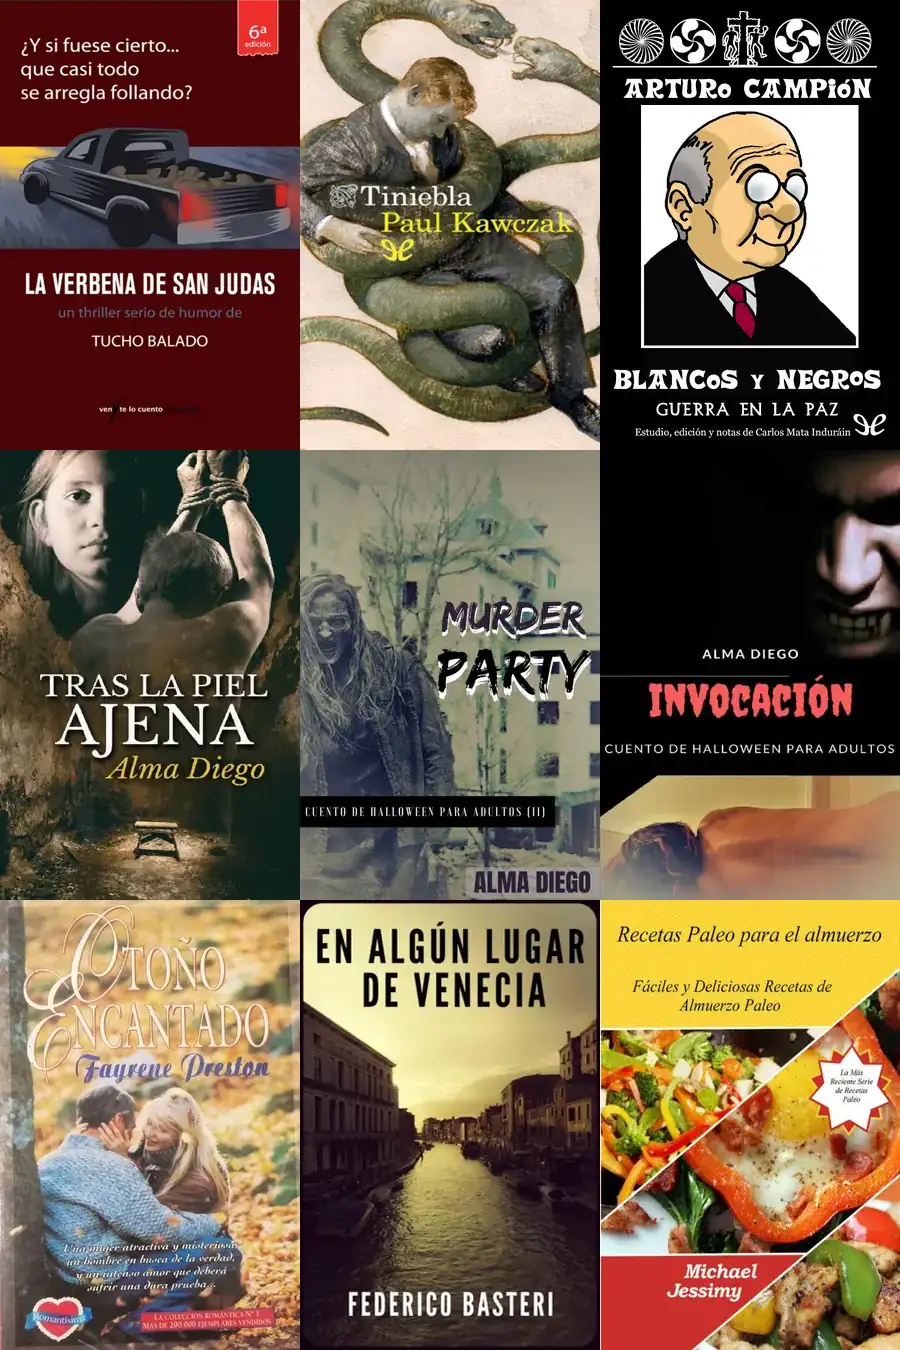 ¿Y si fuese cierto...
que casi todo
se arregla follando?
6ª
edición
LA VERBENA DE SAN JUDAS
un thriller serio de humor de
TUCHO BALADO
ven y te lo cuento
Tiniebla
Paul Kawczak
ARTURO CAMPIÓN
BLANCOS Y NEGROS
GUERRA EN LA PAZ
Estudio, edición y notas de Carlos Mata Induráin
TRAS LA PIEL
AJENA
Alma Diego
MURDER
PARTY
CUENTO DE HALLOWEEN PARA ADULTOS (II)
ALMA DIEGO
ALMA DIEGO
INVOCACIÓN
CUENTO DE HALLOWEEN PARA ADULTOS
OTOÑO
ENCANTADO
Fayrene Preston
Una mujer atractiva y misteriosa,
un hombre en busca de la verdad,
y un intenso amor que deberá
sufrir una dura prueba...
Romantísima
LA COLECCIÓN ROMÁNTICA Nº 1
MÁS DE 200.000 EJEMPLARES VENDIDOS
EN ALGÚN LUGAR
DE VENECIA
FEDERICO BASTERI
Recetas Paleo para el almuerzo
Fáciles y Deliciosas Recetas de
Almuerzo Paleo
La Más
Reciente Serie
de Recetas
Paleo
Michael
Jessimy